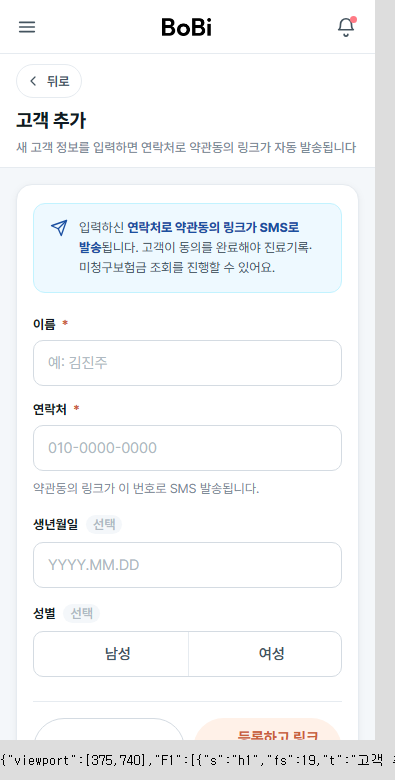 BoBi
뒤로
고객 추가
새 고객 정보를 입력하면 연락처로 약관동의 링크가 자동 발송됩니다
입력하신 연락처로 약관동의 링크가 SMS로
발송됩니다. 고객이 동의를 완료해야 진료기록·
미청구보험금 조회를 진행할 수 있어요.
이름 *
예: 김진주
연락처 *
010-0000-0000
약관동의 링크가 이 번호로 SMS 발송됩니다.
생년월일 선택
YYYY.MM.DD
성별 선택
남성 여성
등록하고 링크
{"viewport":[375,740],"F1":[{"s":"h1","fs":19,"t":"고객